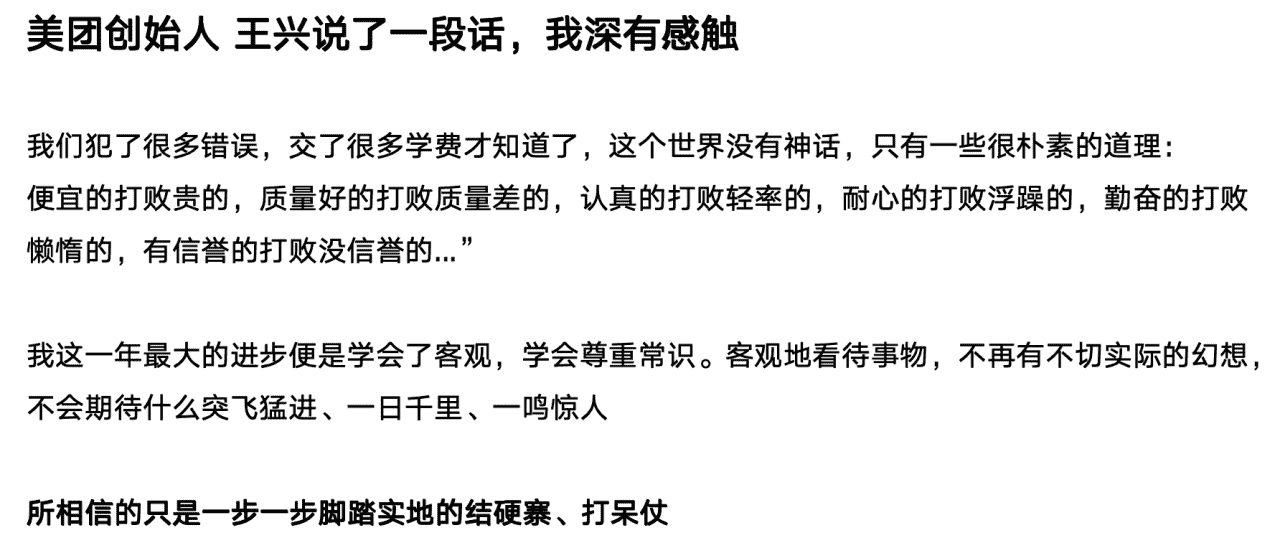 美团创始人 王兴说了一段话，我深有感触
我们犯了很多错误，交了很多学费才知道了，这个世界没有神话，只有一些很朴素的道理：
便宜的打败贵的，质量好的打败质量差的，认真的打败轻率的，耐心的打败浮躁的，勤奋的打败
懒惰的，有信誉的打败没信誉的...”
我这一年最大的进步便是学会了客观，学会尊重常识。客观地看待事物，不再有不切实际的幻想，
不会期待什么突飞猛进、一日千里、一鸣惊人
所相信的只是一步一步脚踏实地的结硬寨、打呆仗